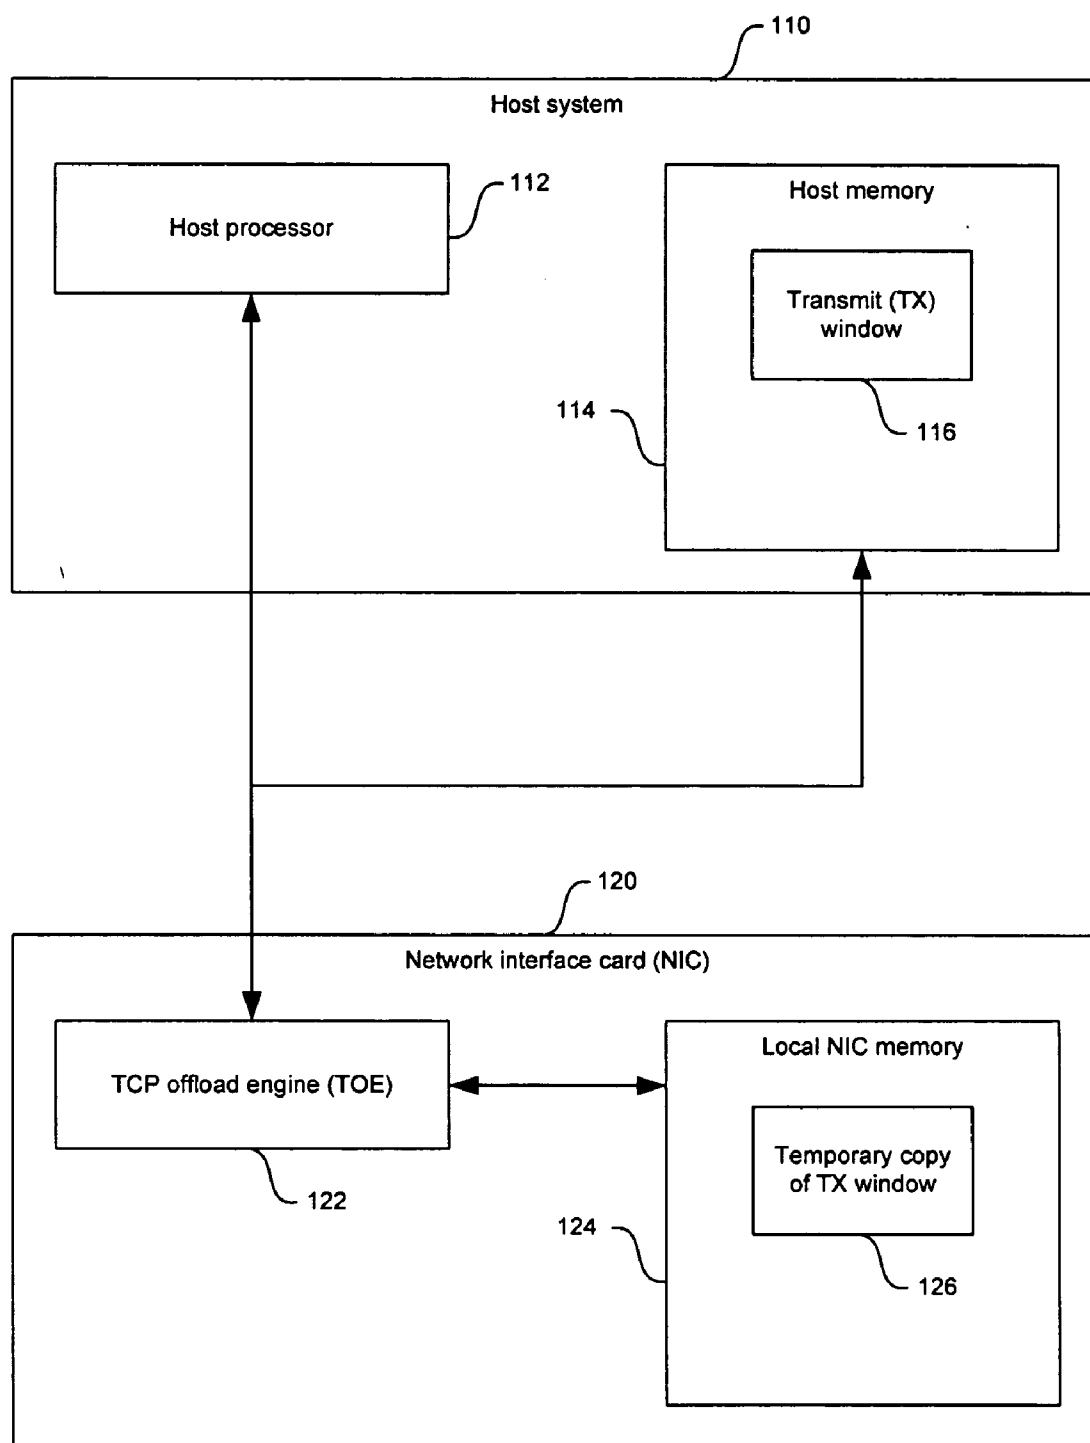 110
Host system
112
Host processor
Host memory
Transmit (TX)
window
114
116
120
Network interface card (NIC)
TCP offload engine (TOE)
122
Local NIC memory
Temporary copy
of TX window
124
126